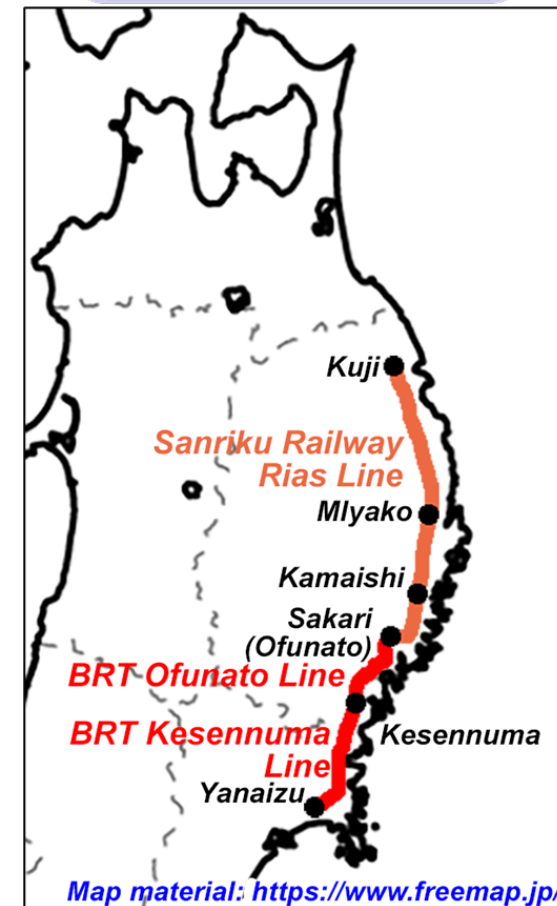 Kuji
Sanriku Railway
Rias Line
MIyako
Kamaishi
Sakari
(Ofunato)
BRT Ofunato Line
BRT Kesennuma
Line
Kesennuma
Yanaizu
Map material: https://www.freemap.jp/